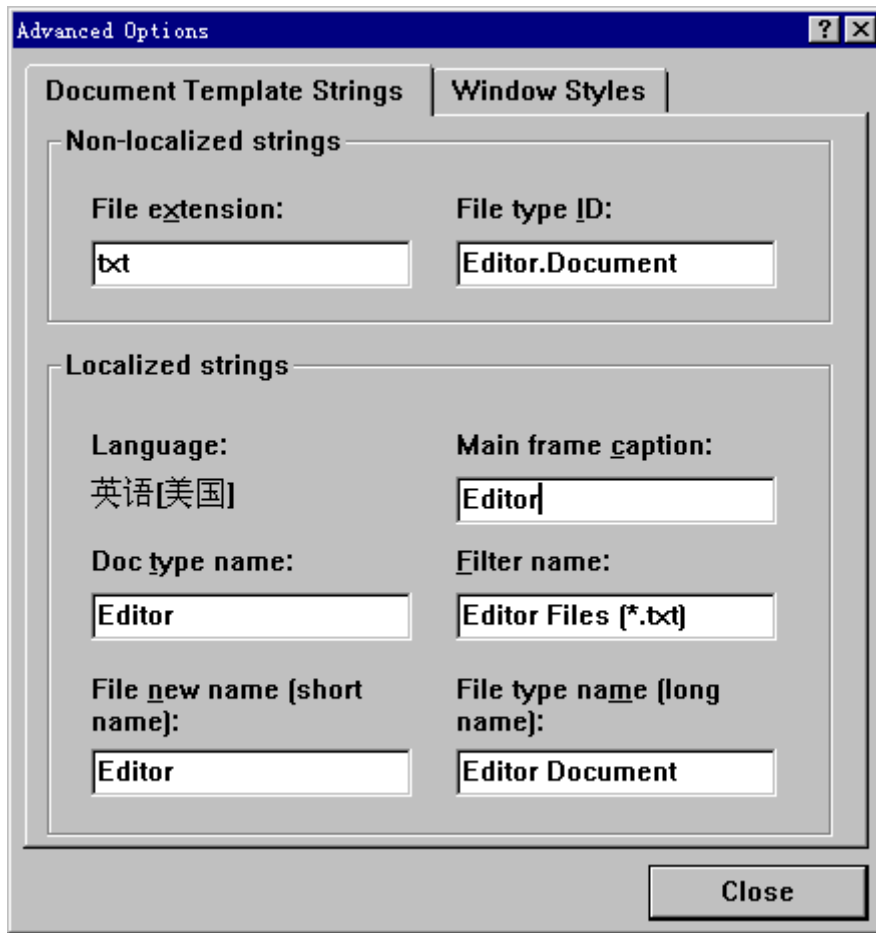 Advanced Options
Document Template Strings Window Styles
Non-localized strings
File extension: File type ID:
txt Editor.Document
Localized strings
Language: Main frame caption:
英语[美国] Editor
Doc type name: Filter name:
Editor Editor Files (*.txt)
File new name (short File type name (long
name): name):
Editor Editor Document
Close